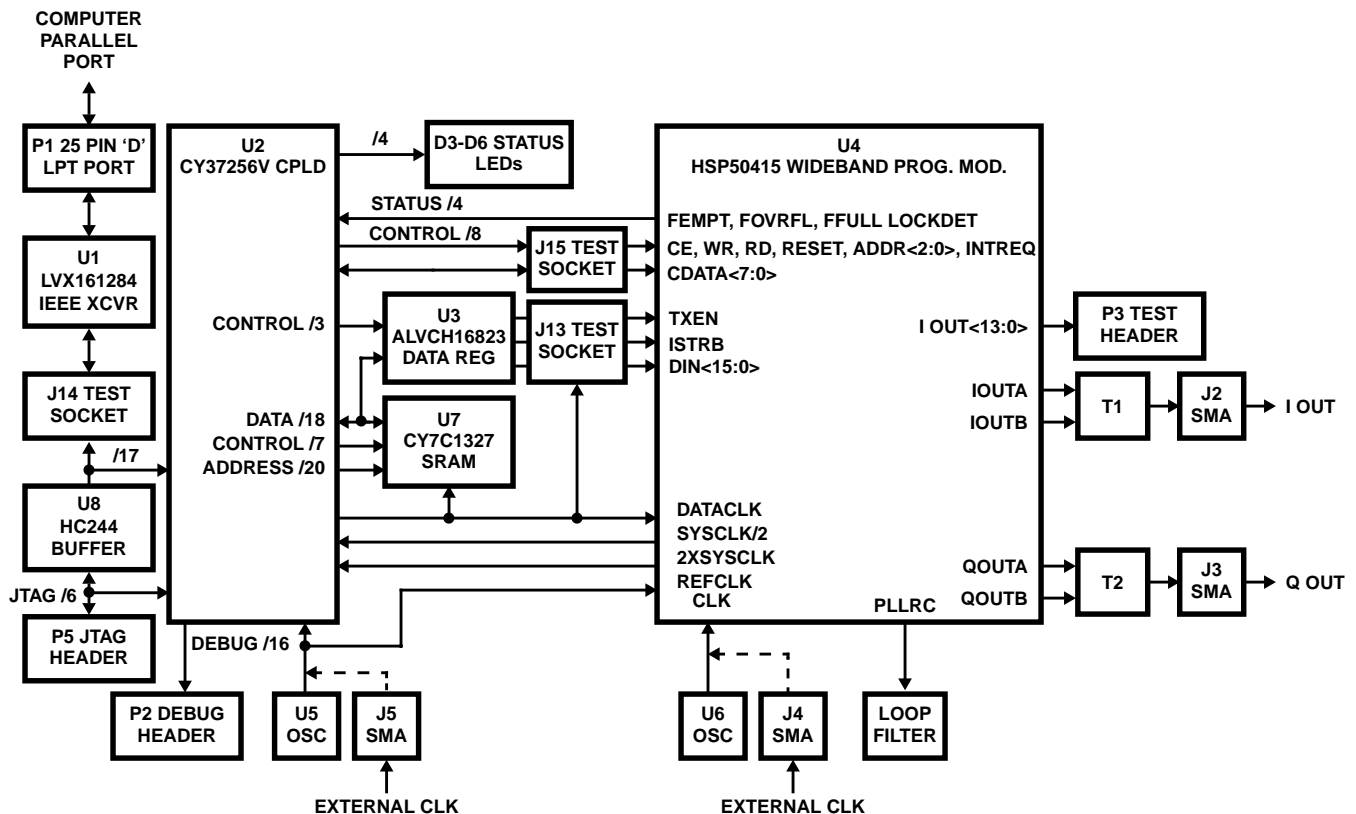 COMPUTER
PARALLEL
PORT
P1 25 PIN ‘D’
LPT PORT
U1
LVX161284
IEEE XCVR
J14 TEST
SOCKET
/17
U8
HC244
BUFFER
JTAG /6
P5 JTAG
HEADER
U2
CY37256V CPLD
/4
D3-D6 STATUS
LEDs
STATUS /4
CONTROL /8
J15 TEST
SOCKET
CONTROL /3
U3
ALVCH16823
DATA REG
J13 TEST
SOCKET
DATA /18
CONTROL /7
ADDRESS /20
U7
CY7C1327
SRAM
DEBUG /16
P2 DEBUG
HEADER
U5
OSC
J5
SMA
EXTERNAL CLK
U4
HSP50415 WIDEBAND PROG. MOD.
FEMPT, FOVRFL, FFULL LOCKDET
CE, WR, RD, RESET, ADDR<2:0>, INTREQ
CDATA<7:0>
TXEN
ISTRB
DIN<15:0>
DATACLK
SYSCLK/2
2XSYSCLK
REFCLK
CLK
PLLRC
I OUT<13:0>
IOUTA
IOUTB
QOUTA
QOUTB
P3 TEST
HEADER
T1
J2
SMA
I OUT
T2
J3
SMA
Q OUT
U6
OSC
J4
SMA
EXTERNAL CLK
LOOP
FILTER